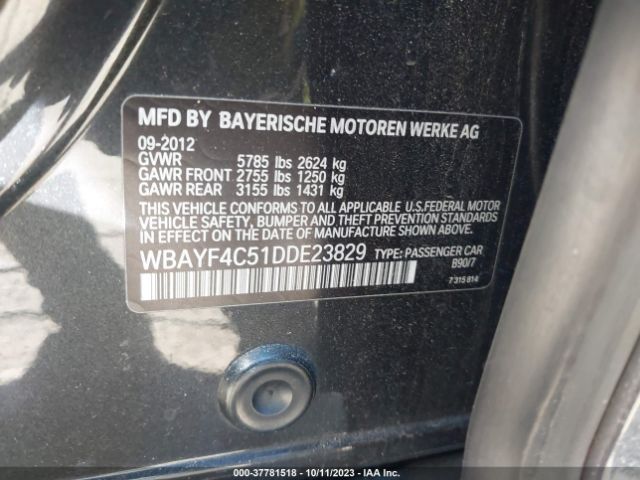 MFD BY BAYERISCHE MOTOREN WERKE AG
09-2012
GVWR 5785 lbs 2624 kg
GAWR FRONT 2755 lbs 1250 kg
GAWR REAR 3155 lbs 1431 kg
THIS VEHICLE CONFORMS TO ALL APPLICABLE U.S.FEDERAL MOTOR
VEHICLE SAFETY, BUMPER AND THEFT PREVENTION STANDARDS
IN EFFECT ON THE DATE OF MANUFACTURE SHOWN ABOVE.
WBAYF4C51DDE23829 TYPE: PASSENGER CAR
B90/7
7 315 814
000-37781518 - 10/11/2023 - IAA Inc.